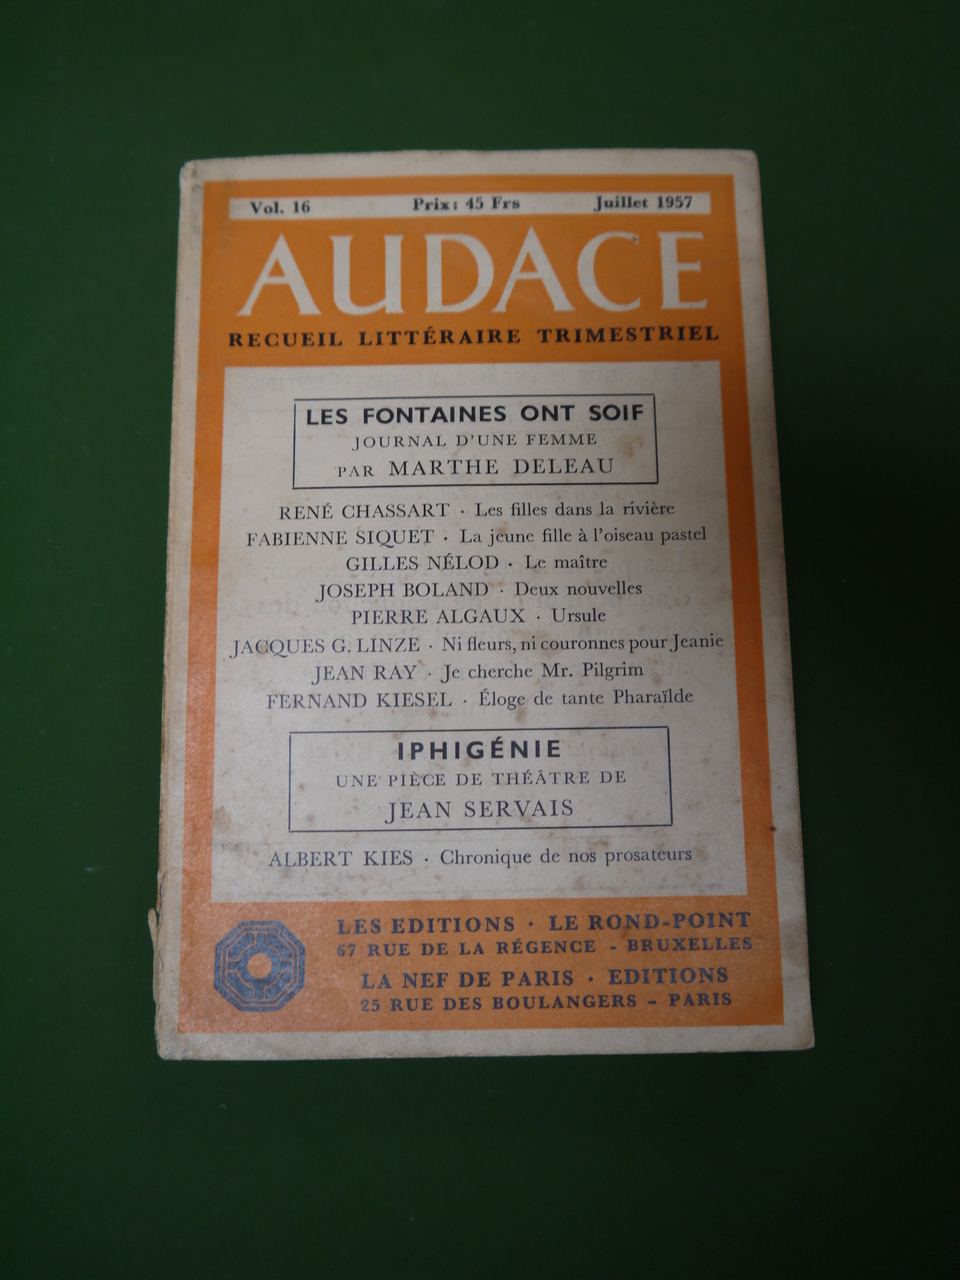 Vol. 16 Prix: 45 Frs Juillet 1957
AUDACE
RECUEIL LITTÉRAIRE TRIMESTRIEL
LES FONTAINES ONT SOIF
JOURNAL D'UNE FEMME
PAR MARTHE DELEAU
RENÉ CHASSART · Les filles dans la rivière
FABIENNE SIQUET · La jeune fille à l'oiseau pastel
GILLES NÉLOD · Le maître
JOSEPH BOLAND · Deux nouvelles
PIERRE ALGAUX · Ursule
JACQUES G. LINZE · Ni fleurs, ni couronnes pour Jeanie
JEAN RAY · Je cherche Mr. Pilgrim
FERNAND KIESEL · Éloge de tante Pharaïlde
IPHIGÉNIE
UNE PIÈCE DE THÉÂTRE DE
JEAN SERVAIS
ALBERT KIES · Chronique de nos prosateurs
LES EDITIONS · LE ROND-POINT
67 RUE DE LA RÉGENCE - BRUXELLES
LA NEF DE PARIS · EDITIONS
25 RUE DES BOULANGERS - PARIS